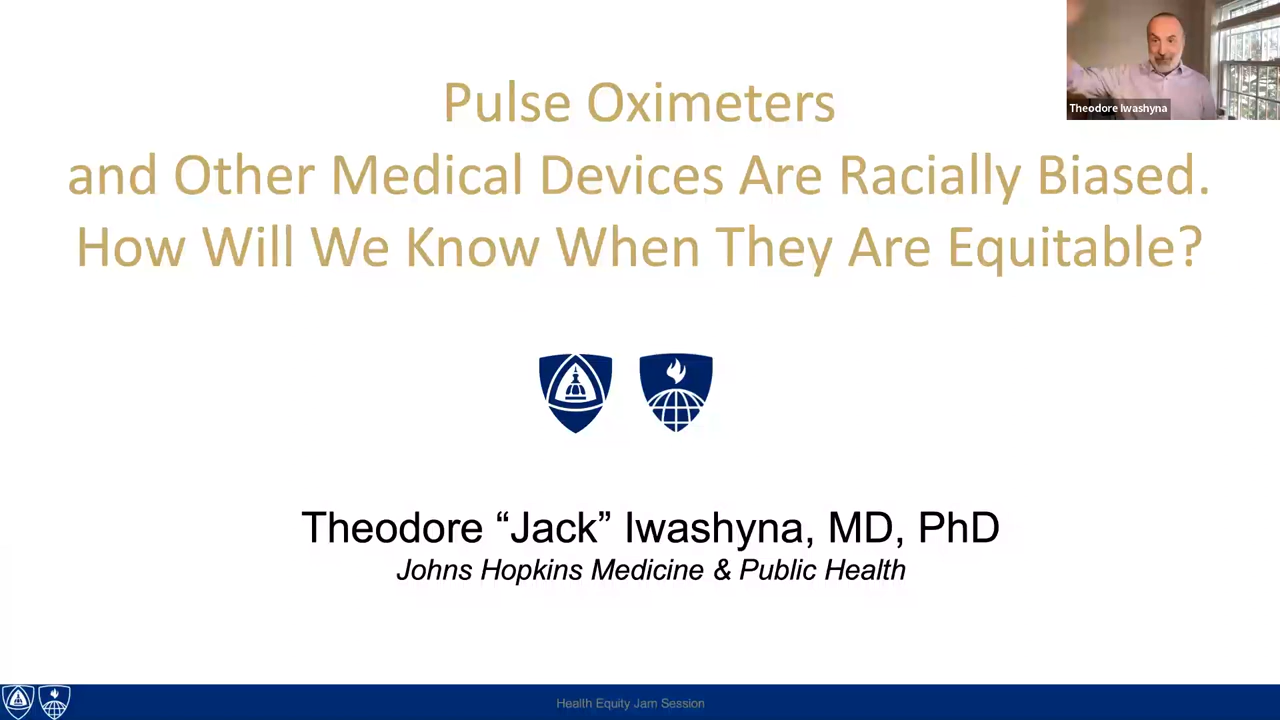 Theodore Iwashyna
Pulse Oximeters
and Other Medical Devices Are Racially Biased.
How Will We Know When They Are Equitable?
Theodore “Jack” Iwashyna, MD, PhD
Johns Hopkins Medicine & Public Health
Health Equity Jam Session